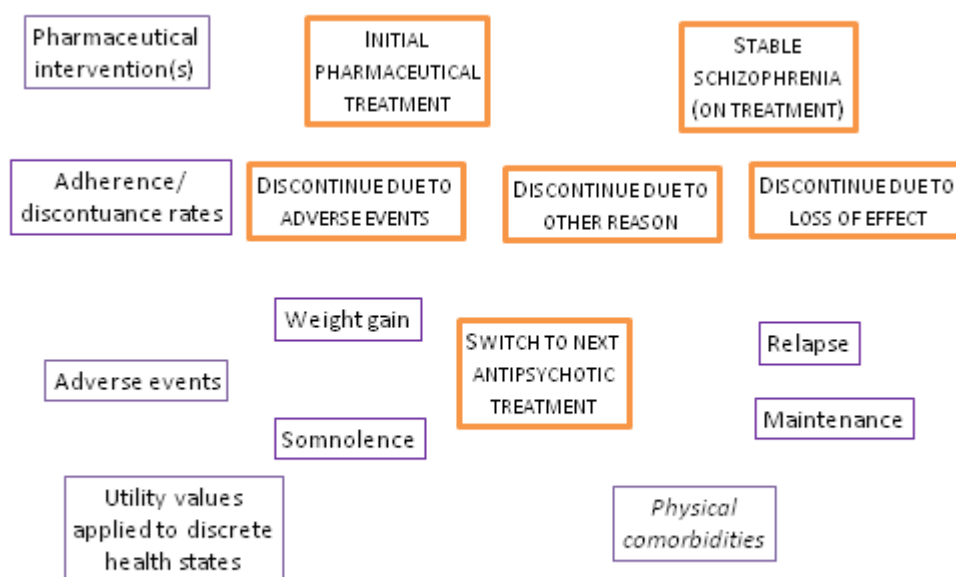 Pharmaceutical
intervention(s)
INITIAL
PHARMACEUTICAL
TREATMENT
STABLE
SCHIZOPHRENIA
(ON TREATMENT)
Adherence/
discontuance rates
DISCONTINUE DUE TO
ADVERSE EVENTS
DISCONTINUE DUE TO
OTHER REASON
DISCONTINUE DUE TO
LOSS OF EFFECT
Weight gain
SWITCH TO NEXT
ANTIPSYCHOTIC
TREATMENT
Relapse
Adverse events
Maintenance
Somnolence
Utility values
applied to discrete
health states
Physical
comorbidities